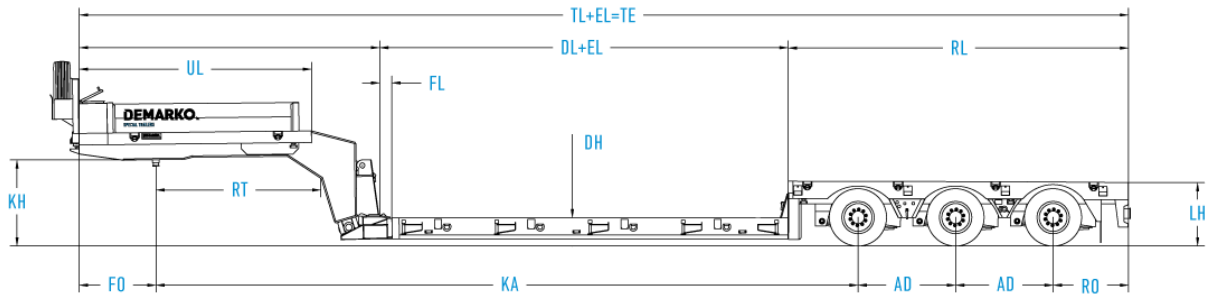 TL+EL=TE
DL+EL
RL
UL
FL
DEMARKO
SPECIAL TRAILERS
DH
KH
RT
LH
FO
KA
AD
AD
RO